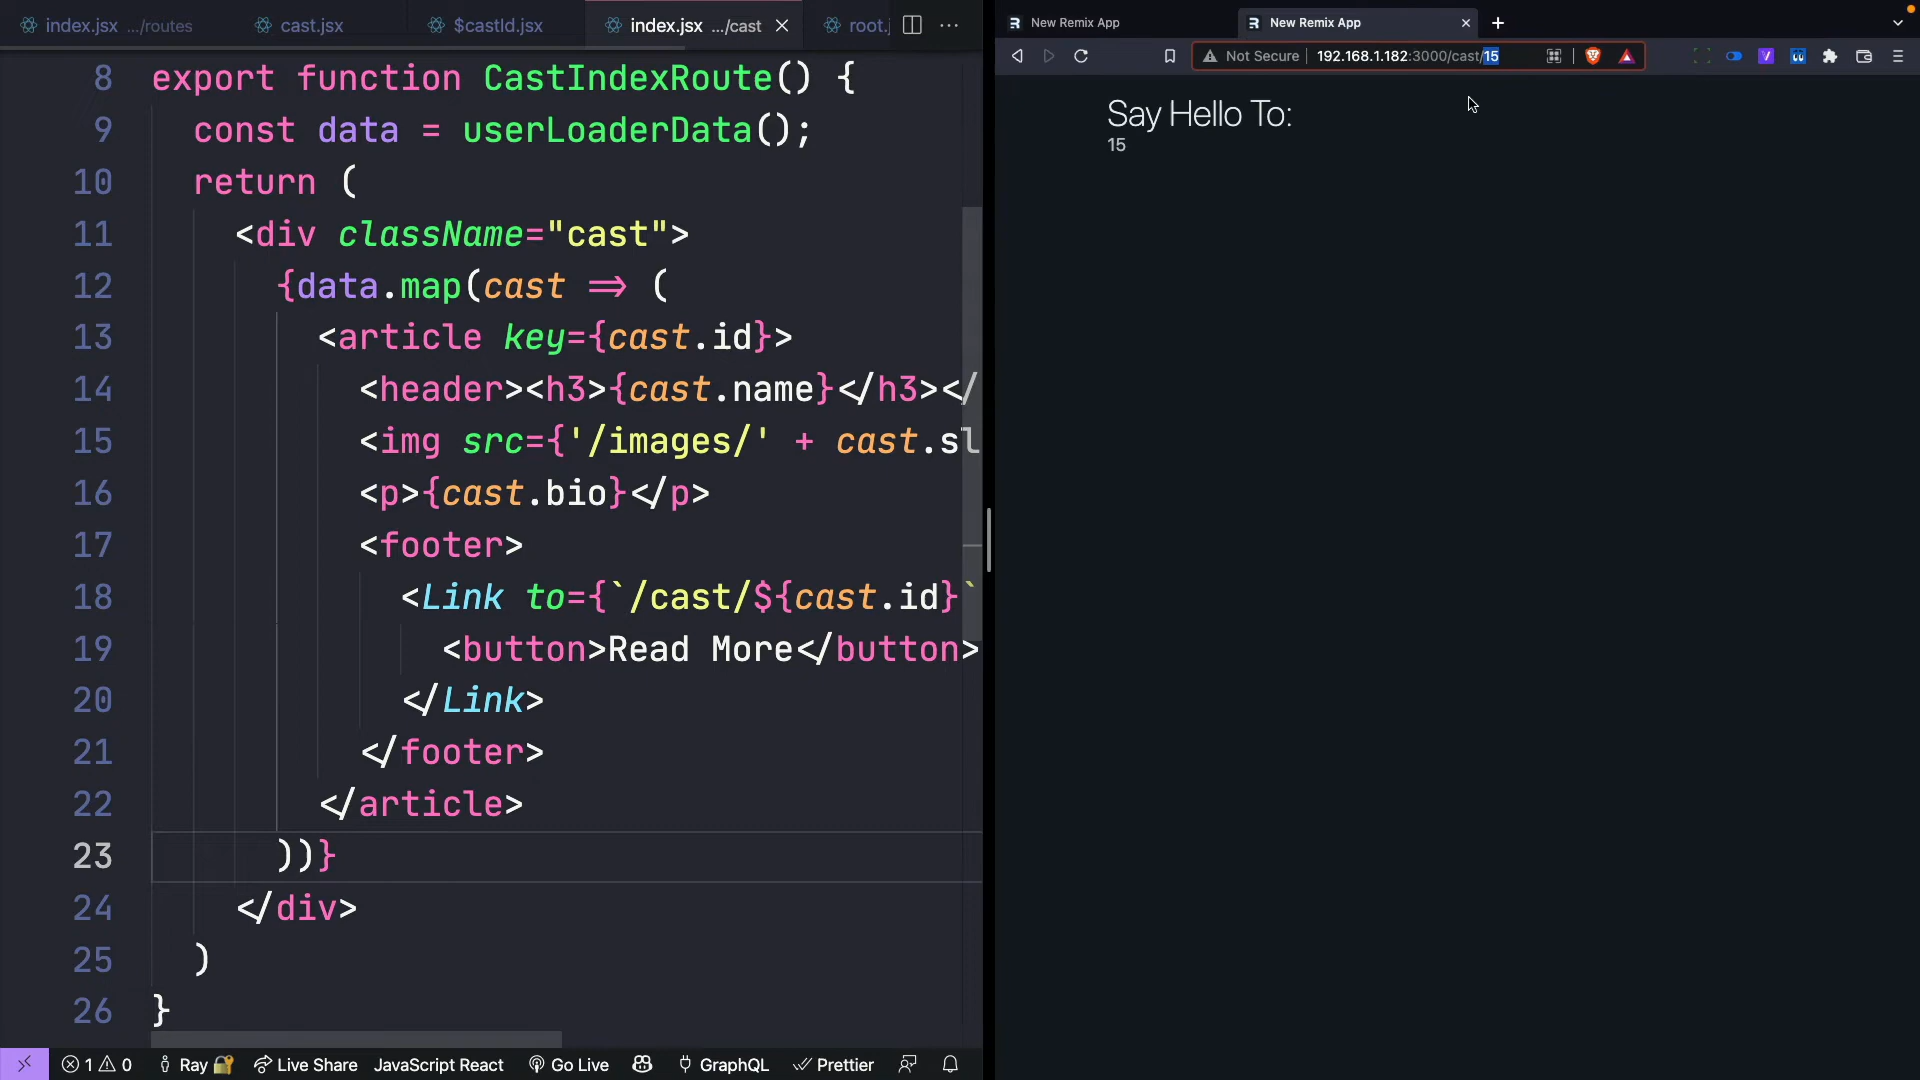 index.jsx .../routes
cast.jsx
$castId.jsx
index.jsx .../cast
root.j
8 export function CastIndexRoute() {
9 const data = userLoaderData();
10 return (
11 <div className="cast">
12 {data.map(cast => (
13 <article key={cast.id}>
14 <header><h3>{cast.name}</h3></
15 <img src={'/images/' + cast.sl
16 <p>{cast.bio}</p>
17 <footer>
18 <Link to={`/cast/${cast.id}`
19 <button>Read More</button>
20 </Link>
21 </footer>
22 </article>
23 ))}
24 </div>
25 )
26 }
1 0 Ray Live Share JavaScript React Go Live GraphQL Prettier
New Remix App
New Remix App
Not Secure 192.168.1.182:3000/cast/15
Say Hello To:
15